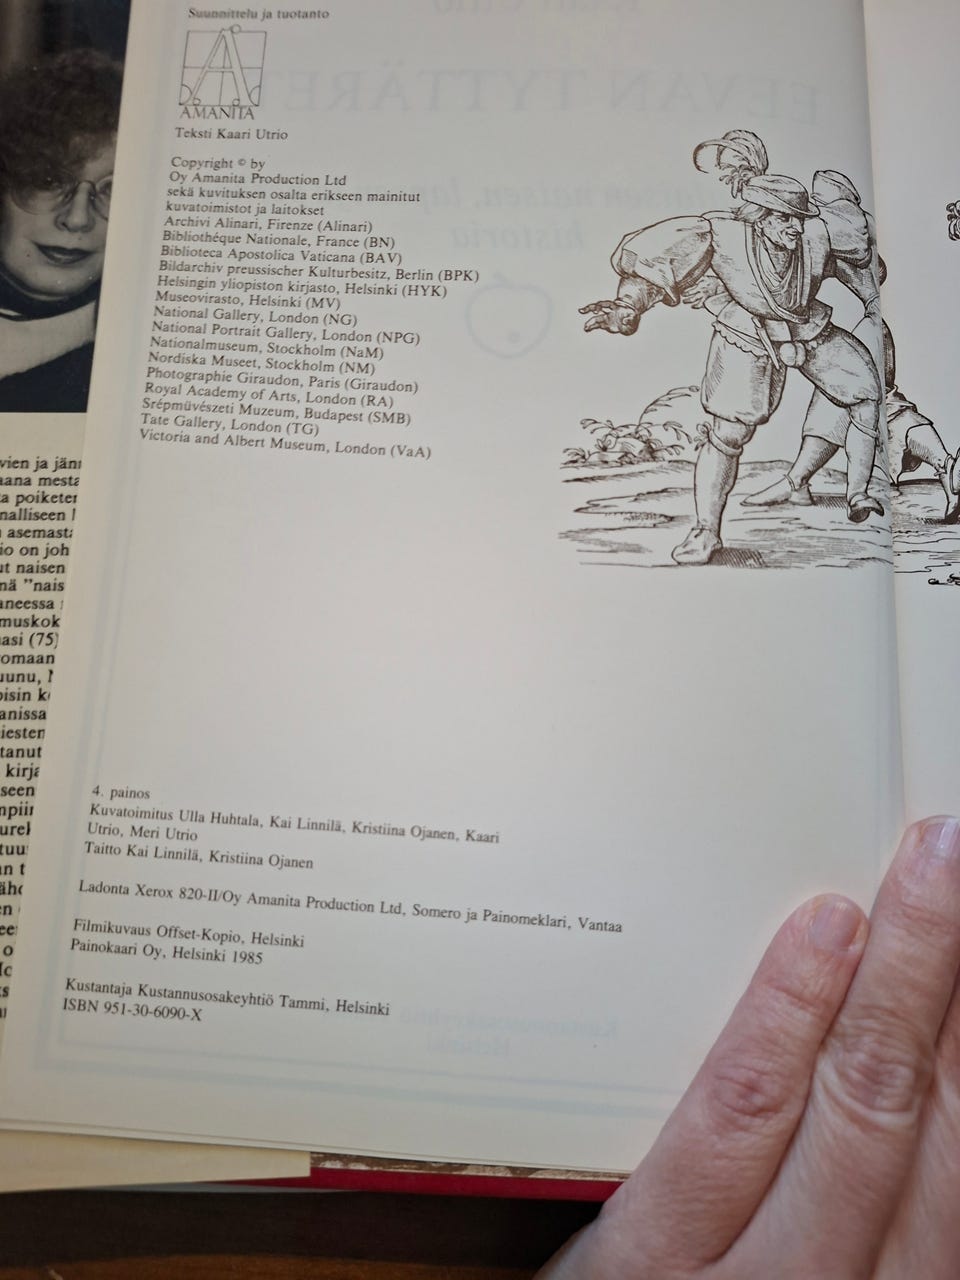 Suunnittelu ja tuotanto
AMANITA
Teksti Kaari Utrio
Copyright © by
Oy Amanita Production Ltd
sekä kuvituksen osalta erikseen mainitut
kuvatoimistot ja laitokset
Archivi Alinari, Firenze (Alinari)
Bibliothéque Nationale, France (BN)
Biblioteca Apostolica Vaticana (BAV)
Bildarchiv preussischer Kulturbesitz, Berlin (BPK)
Helsingin yliopiston kirjasto, Helsinki (HYK)
Museovirasto, Helsinki (MV)
National Gallery, London (NG)
National Portrait Gallery, London (NPG)
Nationalmuseum, Stockholm (NaM)
Nordiska Museet, Stockholm (NM)
Photographie Giraudon, Paris (Giraudon)
Royal Academy of Arts, London (RA)
Srépmüvészeti Muzeum, Budapest (SMB)
Tate Gallery, London (TG)
Victoria and Albert Museum, London (VaA)
4. painos
Kuvatoimitus Ulla Huhtala, Kai Linnilä, Kristiina Ojanen, Kaari
Utrio, Meri Utrio
Taitto Kai Linnilä, Kristiina Ojanen
Ladonta Xerox 820-II/Oy Amanita Production Ltd, Somero ja Painomeklari, Vantaa
Filmikuvaus Offset-Kopio, Helsinki
Painokaari Oy, Helsinki 1985
Kustantaja Kustannusosakeyhtiö Tammi, Helsinki
ISBN 951-30-6090-X